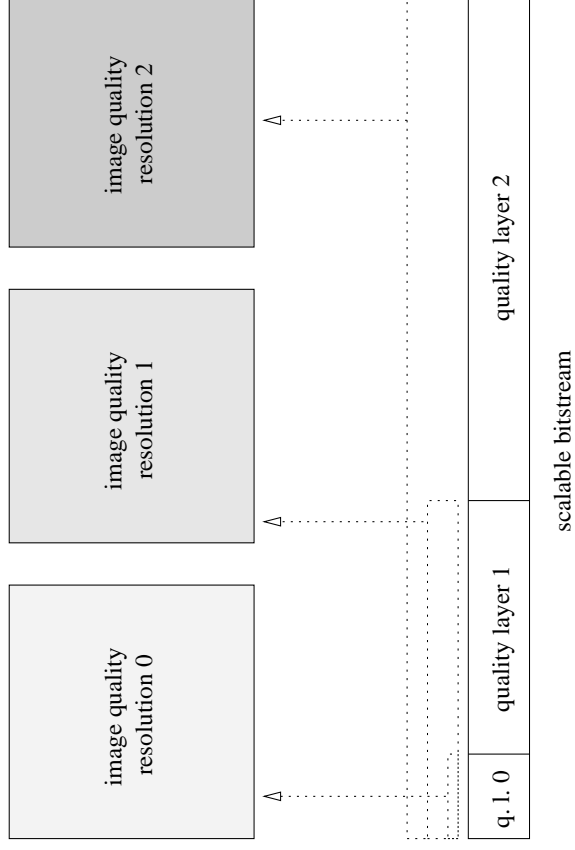 image quality
resolution 0
image quality
resolution 1
image quality
resolution 2
q. l. 0
quality layer 1
quality layer 2
scalable bitstream